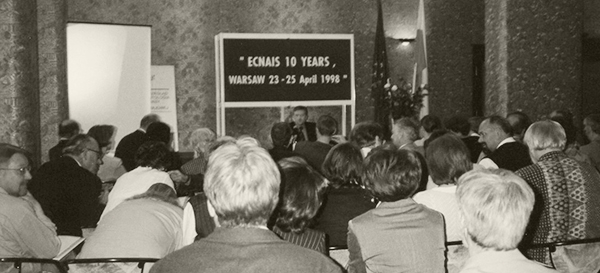 " ECNAIS 10 YEARS ,
WARSAW 23 - 25 April 1998 "